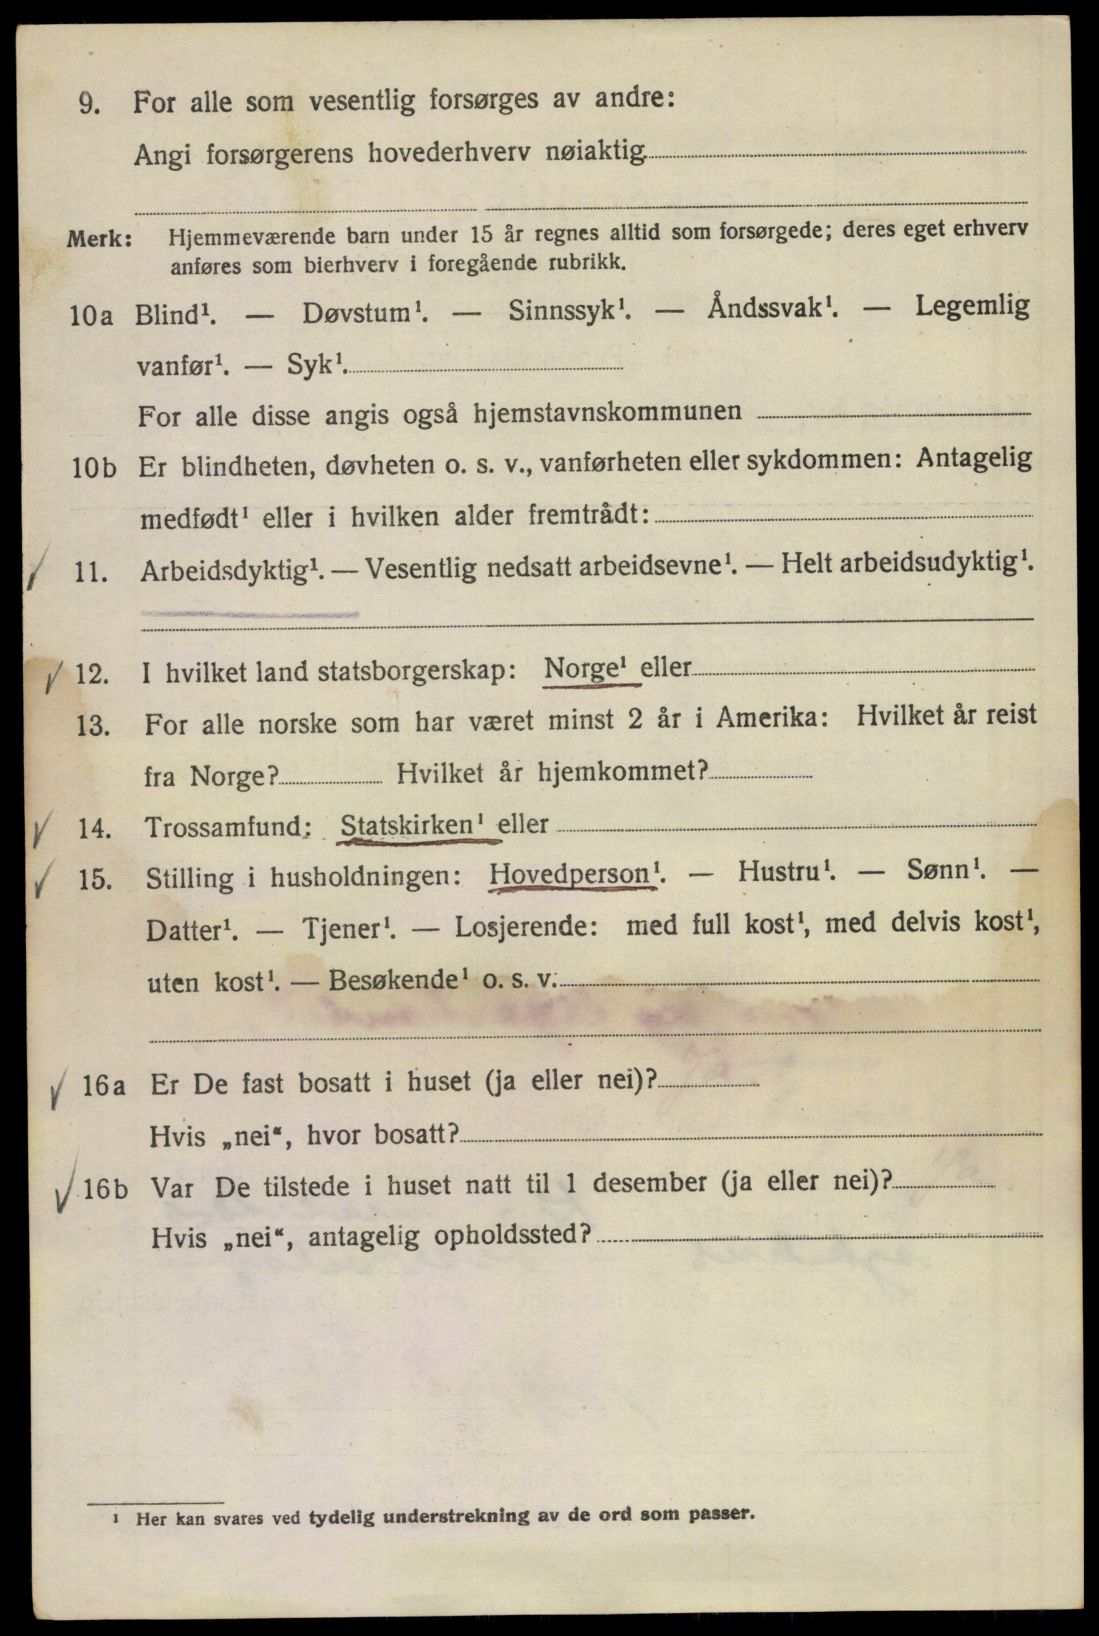 9. For alle som vesentlig forsørges av andre:
Angi forsørgerens hovederhverv nøiaktig
Merk: Hjemmeværende barn under 15 år regnes alltid som forsørgede; deres eget erhverv
anføres som bierhverv i foregående rubrikk.
10a Blind¹. — Døvstum¹. — Sinnssyk¹. — Åndssvak¹. — Legemlig
vanfør¹. — Syk¹.
For alle disse angis også hjemstavnskommunen
10b Er blindheten, døvheten o. s. v., vanførheten eller sykdommen: Antagelig
medfødt¹ eller i hvilken alder fremtrådt:
11. Arbeidsdyktig¹. — Vesentlig nedsatt arbeidsevne¹. — Helt arbeidsudyktig¹.
12. I hvilket land statsborgerskap: Norge¹ eller
13. For alle norske som har været minst 2 år i Amerika: Hvilket år reist
fra Norge? Hvilket år hjemkommet?
14. Trossamfund: Statskirken¹ eller
15. Stilling i husholdningen: Hovedperson¹. — Hustru¹. — Sønn¹. —
Datter¹. — Tjener¹. — Losjerende: med full kost¹, med delvis kost¹,
uten kost¹. — Besøkende¹ o. s. v.
16a Er De fast bosatt i huset (ja eller nei)?
Hvis „nei“, hvor bosatt?
16b Var De tilstede i huset natt til 1 desember (ja eller nei)?
Hvis „nei“, antagelig opholdssted?
¹ Her kan svares ved tydelig understrekning av de ord som passer.